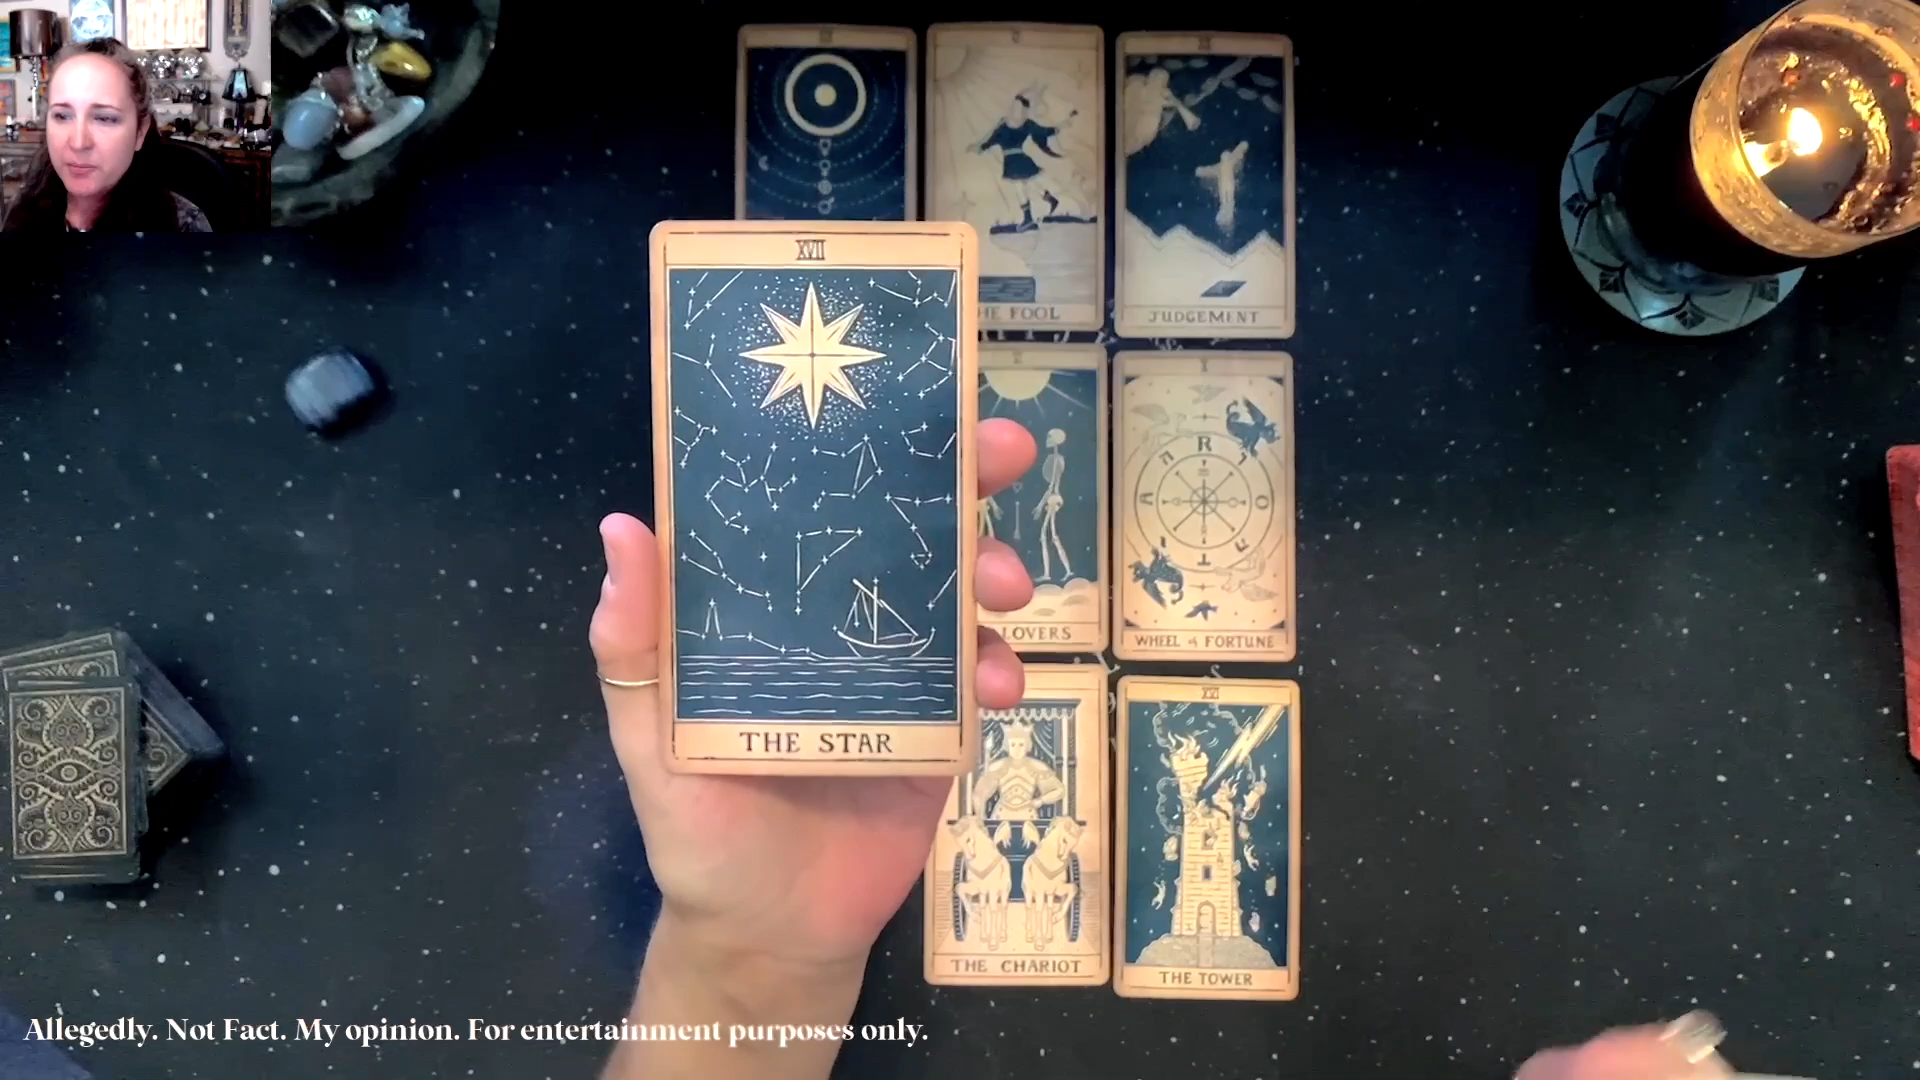 THE FOOL
JUDGEMENT
XVII
X
LOVERS
WHEEL of FORTUNE
THE STAR
XVI
THE CHARIOT
THE TOWER
Allegedly. Not Fact. My opinion. For entertainment purposes only.